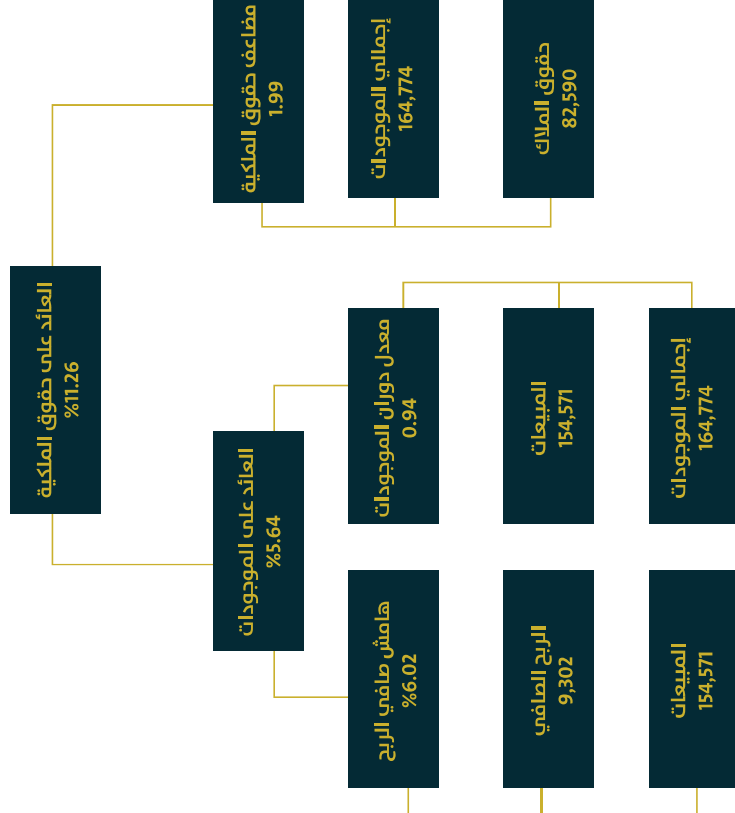 العائد على حقوق الملكية
%11.26
مضاعف حقوق الملكية
1.99
العائد على الموجودات
%5.64
إجمالي الموجودات
164,774
معدل دوران الموجودات
0.94
هامش صافي الربح
%6.02
حقوق الملاك
82,590
المبيعات
154,571
الربح الصافي
9,302
إجمالي الموجودات
164,774
المبيعات
154,571